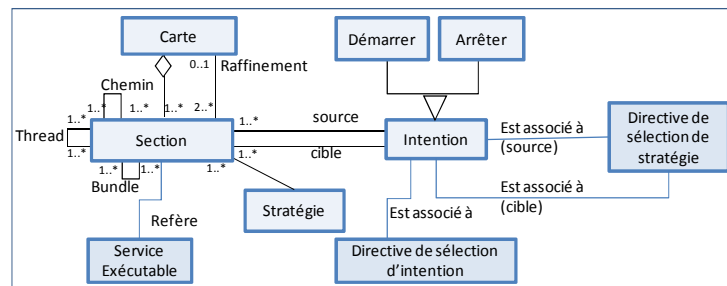 Carte
Démarrer
Arrêter
0..1
Raffinement
Chemin
1..*
1..*
1..*
2..*
1..*
Thread
1..*
Section
1..*
source
1..*
cible
Intention
Est associé à
(source)
Directive de
sélection de
stratégie
1..*
1..*
1..*
Bundle
Stratégie
Est associé à
(cible)
Est associé à
Refère
Service
Exécutable
Directive de sélection
d'intention